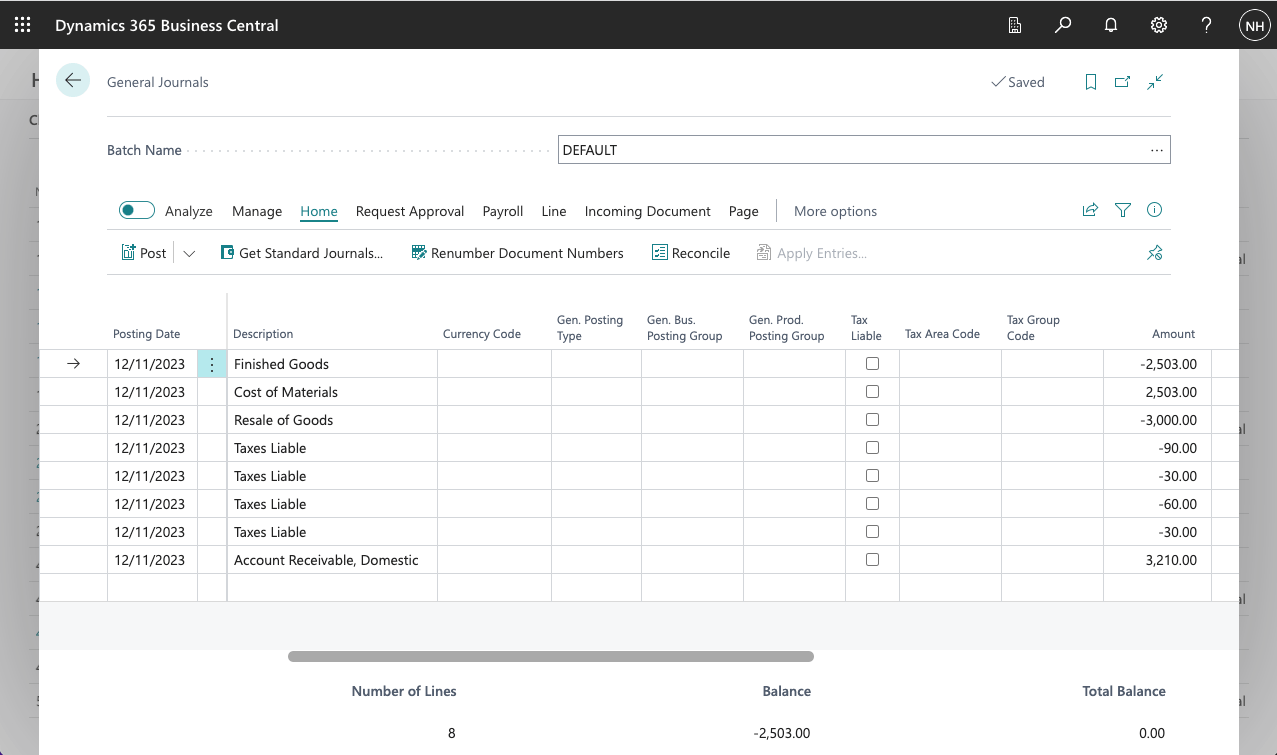 Dynamics 365 Business Central
NH
General Journals
Saved
Batch Name
DEFAULT
Analyze Manage Home Request Approval Payroll Line Incoming Document Page More options
Post Get Standard Journals... Renumber Document Numbers Reconcile Apply Entries...
Posting Date Description Currency Code Gen. Posting Type Gen. Bus. Posting Group Gen. Prod. Posting Group Tax Liable Tax Area Code Tax Group Code Amount
12/11/2023 Finished Goods -2,503.00
12/11/2023 Cost of Materials 2,503.00
12/11/2023 Resale of Goods -3,000.00
12/11/2023 Taxes Liable -90.00
12/11/2023 Taxes Liable -30.00
12/11/2023 Taxes Liable -60.00
12/11/2023 Taxes Liable -30.00
12/11/2023 Account Receivable, Domestic 3,210.00
Number of Lines Balance Total Balance
8 -2,503.00 0.00